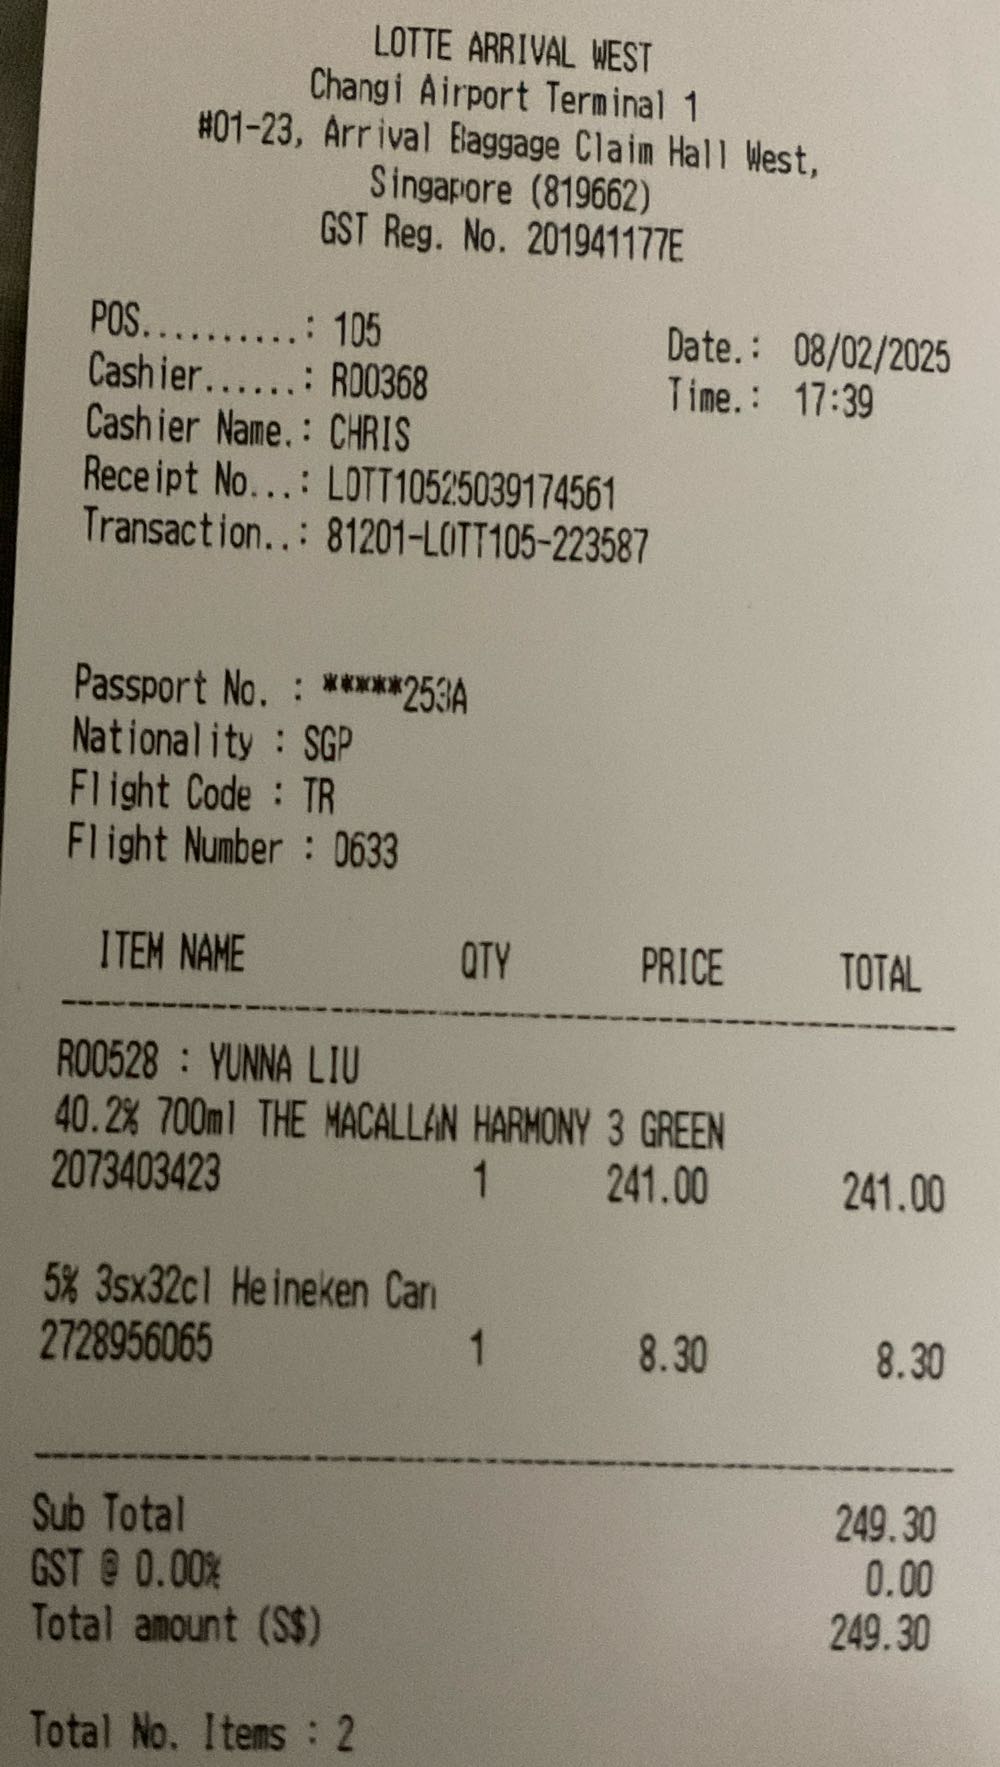 LOTTE ARRIVAL WEST
Changi Airport Terminal 1
#01-23, Arrival Baggage Claim Hall West,
Singapore (819662)
GST Reg. No. 201941177E
POS..........: 105
Date.: 08/02/2025
Cashier......: R00368
Time.: 17:39
Cashier Name.: CHRIS
Receipt No...: LOTT10525039174561
Transaction..: 81201-LOTT105-223587
Passport No. : *****253A
Nationality : SGP
Flight Code : TR
Flight Number : 0633
ITEM NAME QTY PRICE TOTAL
R00528 : YUNNA LIU
40.2% 700ml THE MACALLAN HARMONY 3 GREEN
2073403423 1 241.00 241.00
5% 3sx32cl Heineken Can
2728956065 1 8.30 8.30
Sub Total 249.30
GST @ 0.00% 0.00
Total amount (S$) 249.30
Total No. Items : 2